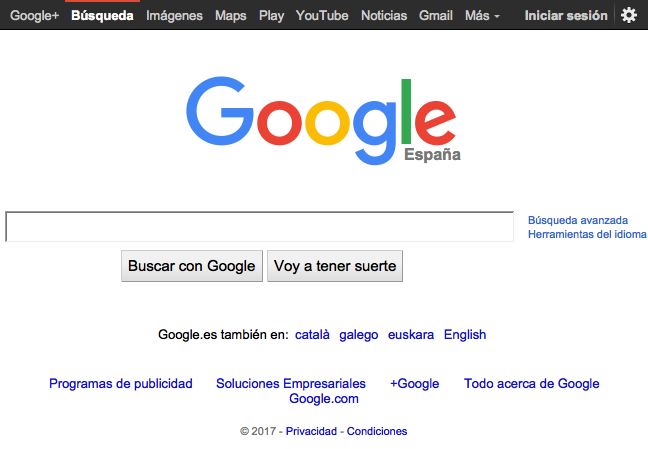 Google+ Búsqueda Imágenes Maps Play YouTube Noticias Gmail Más Iniciar sesión
Google
España
Búsqueda avanzada
Herramientas del idioma
Buscar con Google Voy a tener suerte
Google.es también en: català galego euskara English
Programas de publicidad Soluciones Empresariales +Google Todo acerca de Google
Google.com
© 2017 - Privacidad - Condiciones